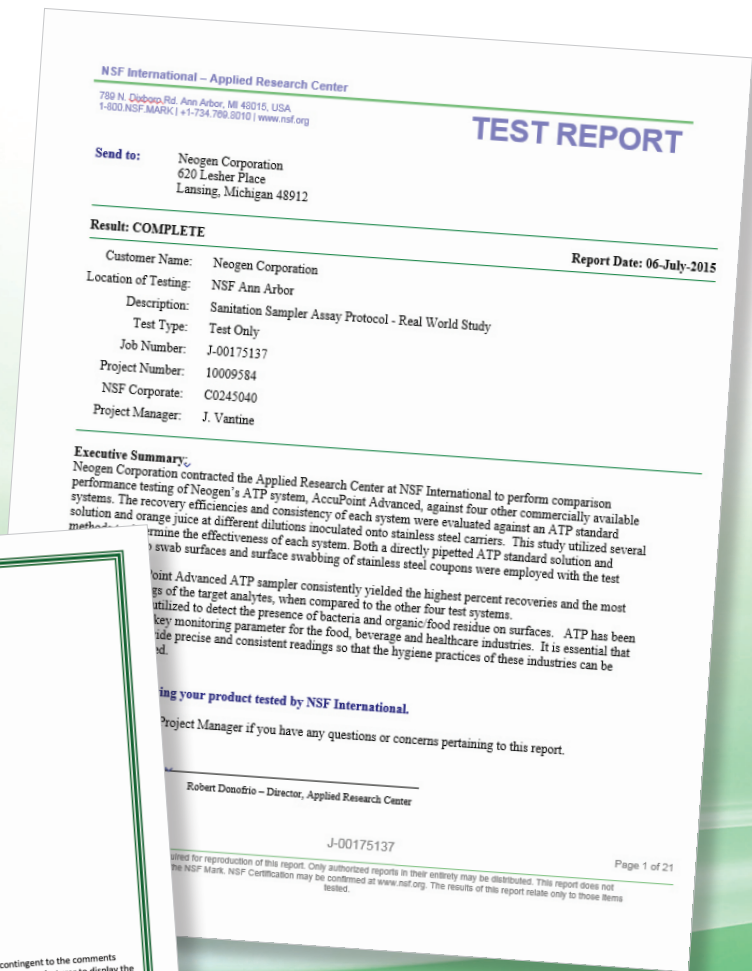 NSF International – Applied Research Center
789 N. Dixboro Rd. Ann Arbor, MI 48015, USA
1-800.NSF.MARK | +1-734.769.8010 | www.nsf.org
TEST REPORT
Send to: Neogen Corporation
620 Lesher Place
Lansing, Michigan 48912
Result: COMPLETE Report Date: 06-July-2015
Customer Name: Neogen Corporation
Location of Testing: NSF Ann Arbor
Description: Sanitation Sampler Assay Protocol - Real World Study
Test Type: Test Only
Job Number: J-00175137
Project Number: 10009584
NSF Corporate: C0245040
Project Manager: J. Vantine
Executive Summary:
Neogen Corporation contracted the Applied Research Center at NSF International to perform comparison
performance testing of Neogen's ATP system, AccuPoint Advanced, against four other commercially available
systems. The recovery efficiencies and consistency of each system were evaluated against an ATP standard
solution and orange juice at different dilutions inoculated onto stainless steel carriers. This study utilized several
the effectiveness of each system. Both a directly pipetted ATP standard solution and
swab surfaces and surface swabbing of stainless steel coupons were employed with the test
Advanced ATP sampler consistently yielded the highest percent recoveries and the most
of the target analytes, when compared to the other four test systems.
utilized to detect the presence of bacteria and organic/food residue on surfaces. ATP has been
key monitoring parameter for the food, beverage and healthcare industries. It is essential that
precise and consistent readings so that the hygiene practices of these industries can be
your product tested by NSF International.
Project Manager if you have any questions or concerns pertaining to this report.
Robert Donofrio – Director, Applied Research Center
J-00175137
Page 1 of 21
for reproduction of this report. Only authorized reports in their entirety may be distributed. This report does not
the NSF Mark. NSF Certification may be confirmed at www.nsf.org. The results of this report relate only to those items
tested.
contingent to the comments
to display the